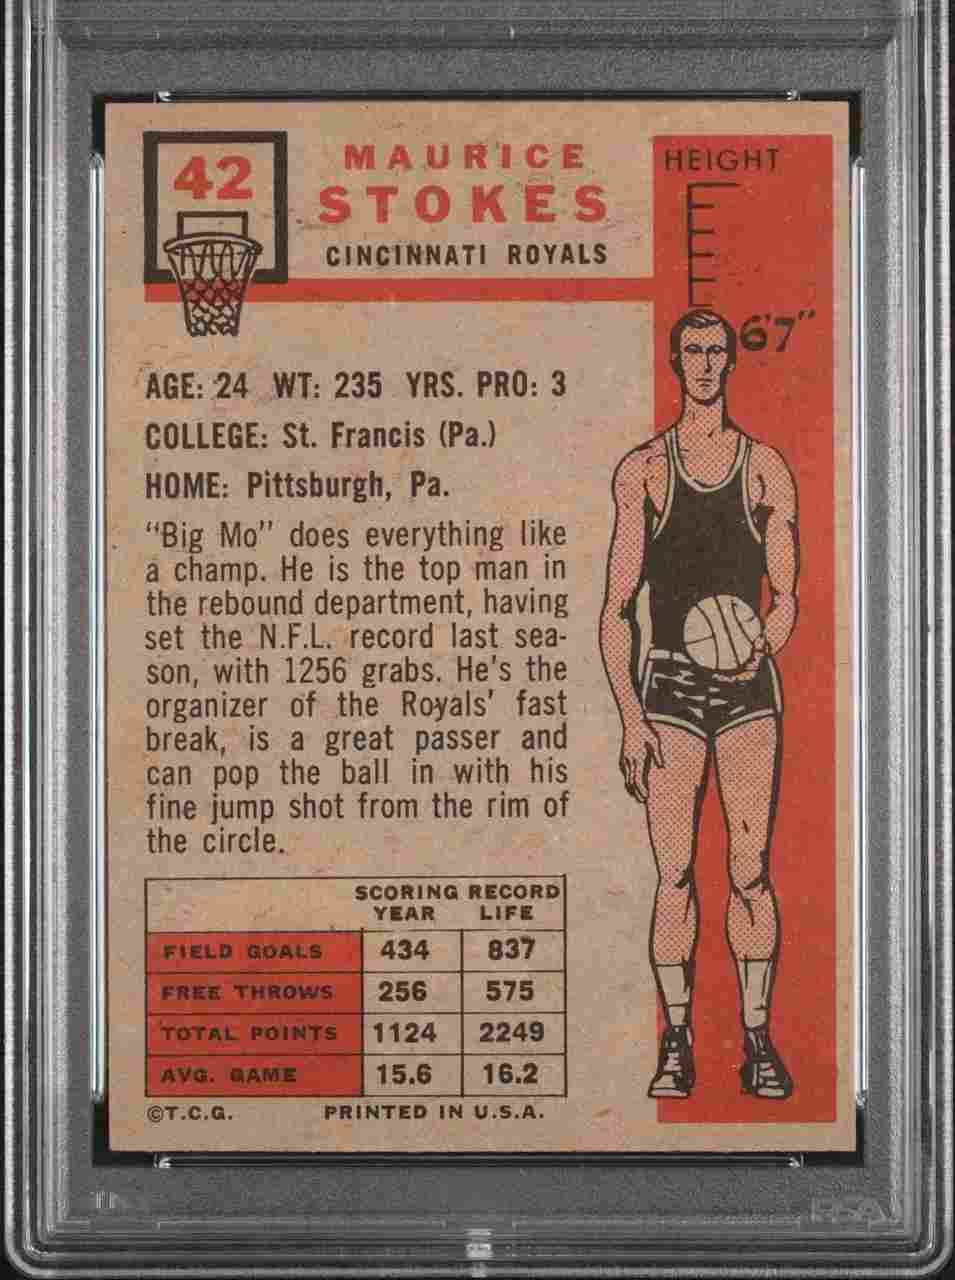 42
MAURICE
STOKES
CINCINNATI ROYALS
HEIGHT
6'7"
AGE: 24 WT: 235 YRS. PRO: 3
COLLEGE: St. Francis (Pa.)
HOME: Pittsburgh, Pa.
"Big Mo" does everything like
a champ. He is the top man in
the rebound department, having
set the N.F.L. record last sea-
son, with 1256 grabs. He's the
organizer of the Royals' fast
break, is a great passer and
can pop the ball in with his
fine jump shot from the rim of
the circle.
SCORING RECORD
YEAR LIFE
FIELD GOALS 434 837
FREE THROWS 256 575
TOTAL POINTS 1124 2249
AVG. GAME 15.6 16.2
©T.C.G. PRINTED IN U.S.A.